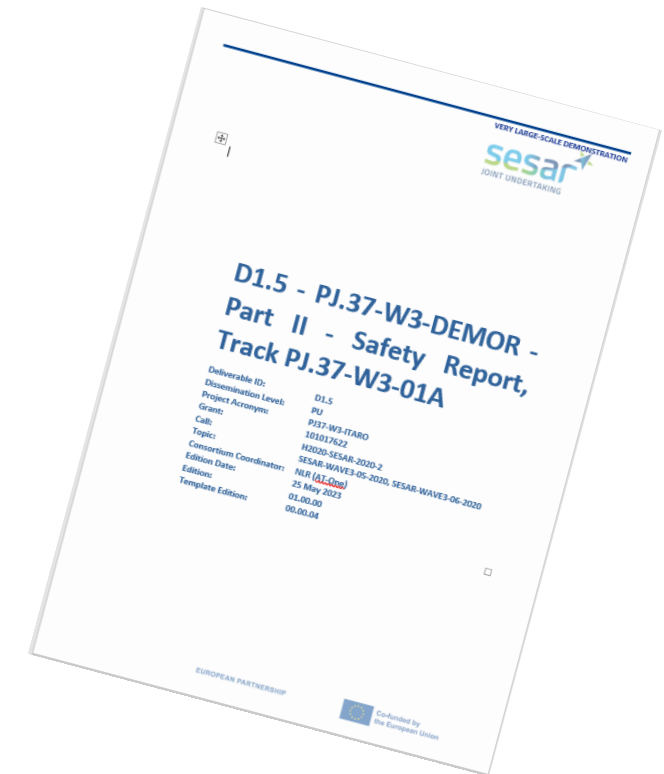 VERY LARGE-SCALE DEMONSTRATION
sesar
JOINT UNDERTAKING
D1.5 - PJ.37-W3-DEMOR -
Part II - Safety Report,
Track PJ.37-W3-01A
Deliverable ID: D1.5
Dissemination Level: PU
Project Acronym: PJ37-W3-ITARO
Grant: 101017622
Call: H2020-SESAR-2020-2
Topic: SESAR-WAVE3-05-2020, SESAR-WAVE3-06-2020
Consortium Coordinator: NLR (AT-One)
Edition Date: 25 May 2023
Edition: 01.00.00
Template Edition: 00.00.04
EUROPEAN PARTNERSHIP
Co-funded by
the European Union